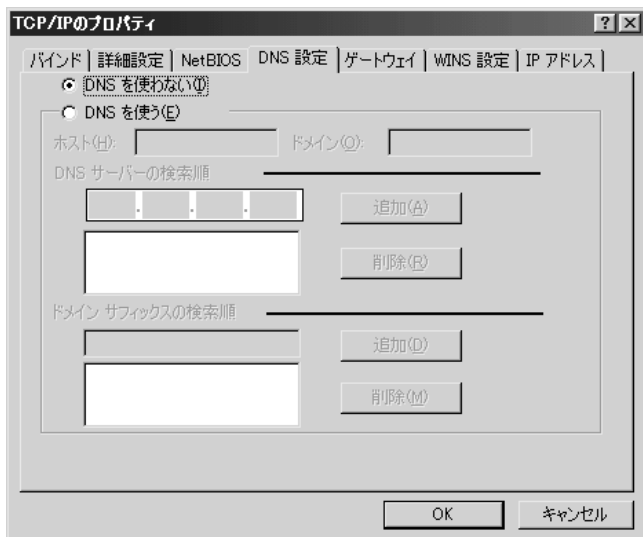 TCP/IPのプロパティ
バインド 詳細設定 NetBIOS DNS 設定 ゲートウェイ WINS 設定 IP アドレス
DNS を使わない(I)
DNS を使う(E)
ホスト(H): ドメイン(O):
DNS サーバーの検索順
追加(A)
削除(R)
ドメイン サフィックスの検索順
追加(D)
削除(M)
OK キャンセル